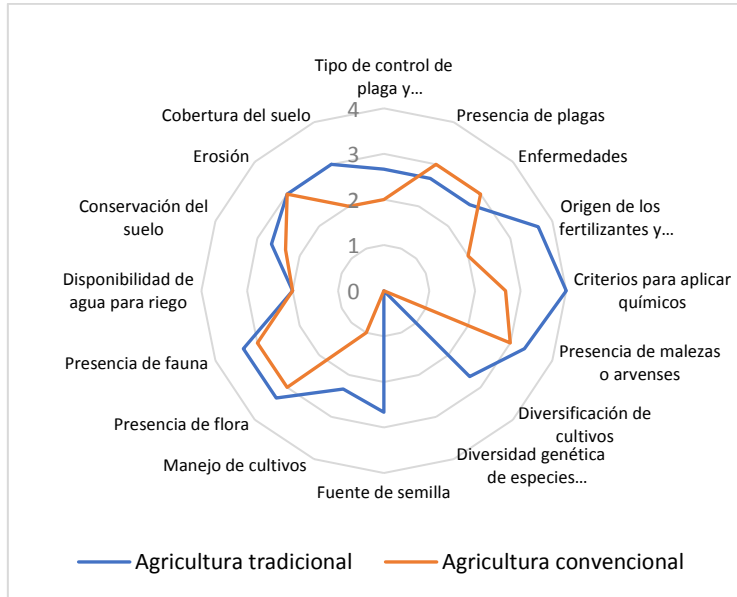 Tipo de control de
plaga y...
Presencia de plagas
Enfermedades
Origen de los
fertilizantes y...
Criterios para aplicar
químicos
Presencia de malezas
o arvenses
Diversificación de
cultivos
Diversidad genética
de especies...
Fuente de semilla
Manejo de cultivos
Presencia de flora
Presencia de fauna
Disponibilidad de
agua para riego
Conservación del
suelo
Erosión
Cobertura del suelo
4
3
2
1
0
Agricultura tradicional
Agricultura convencional